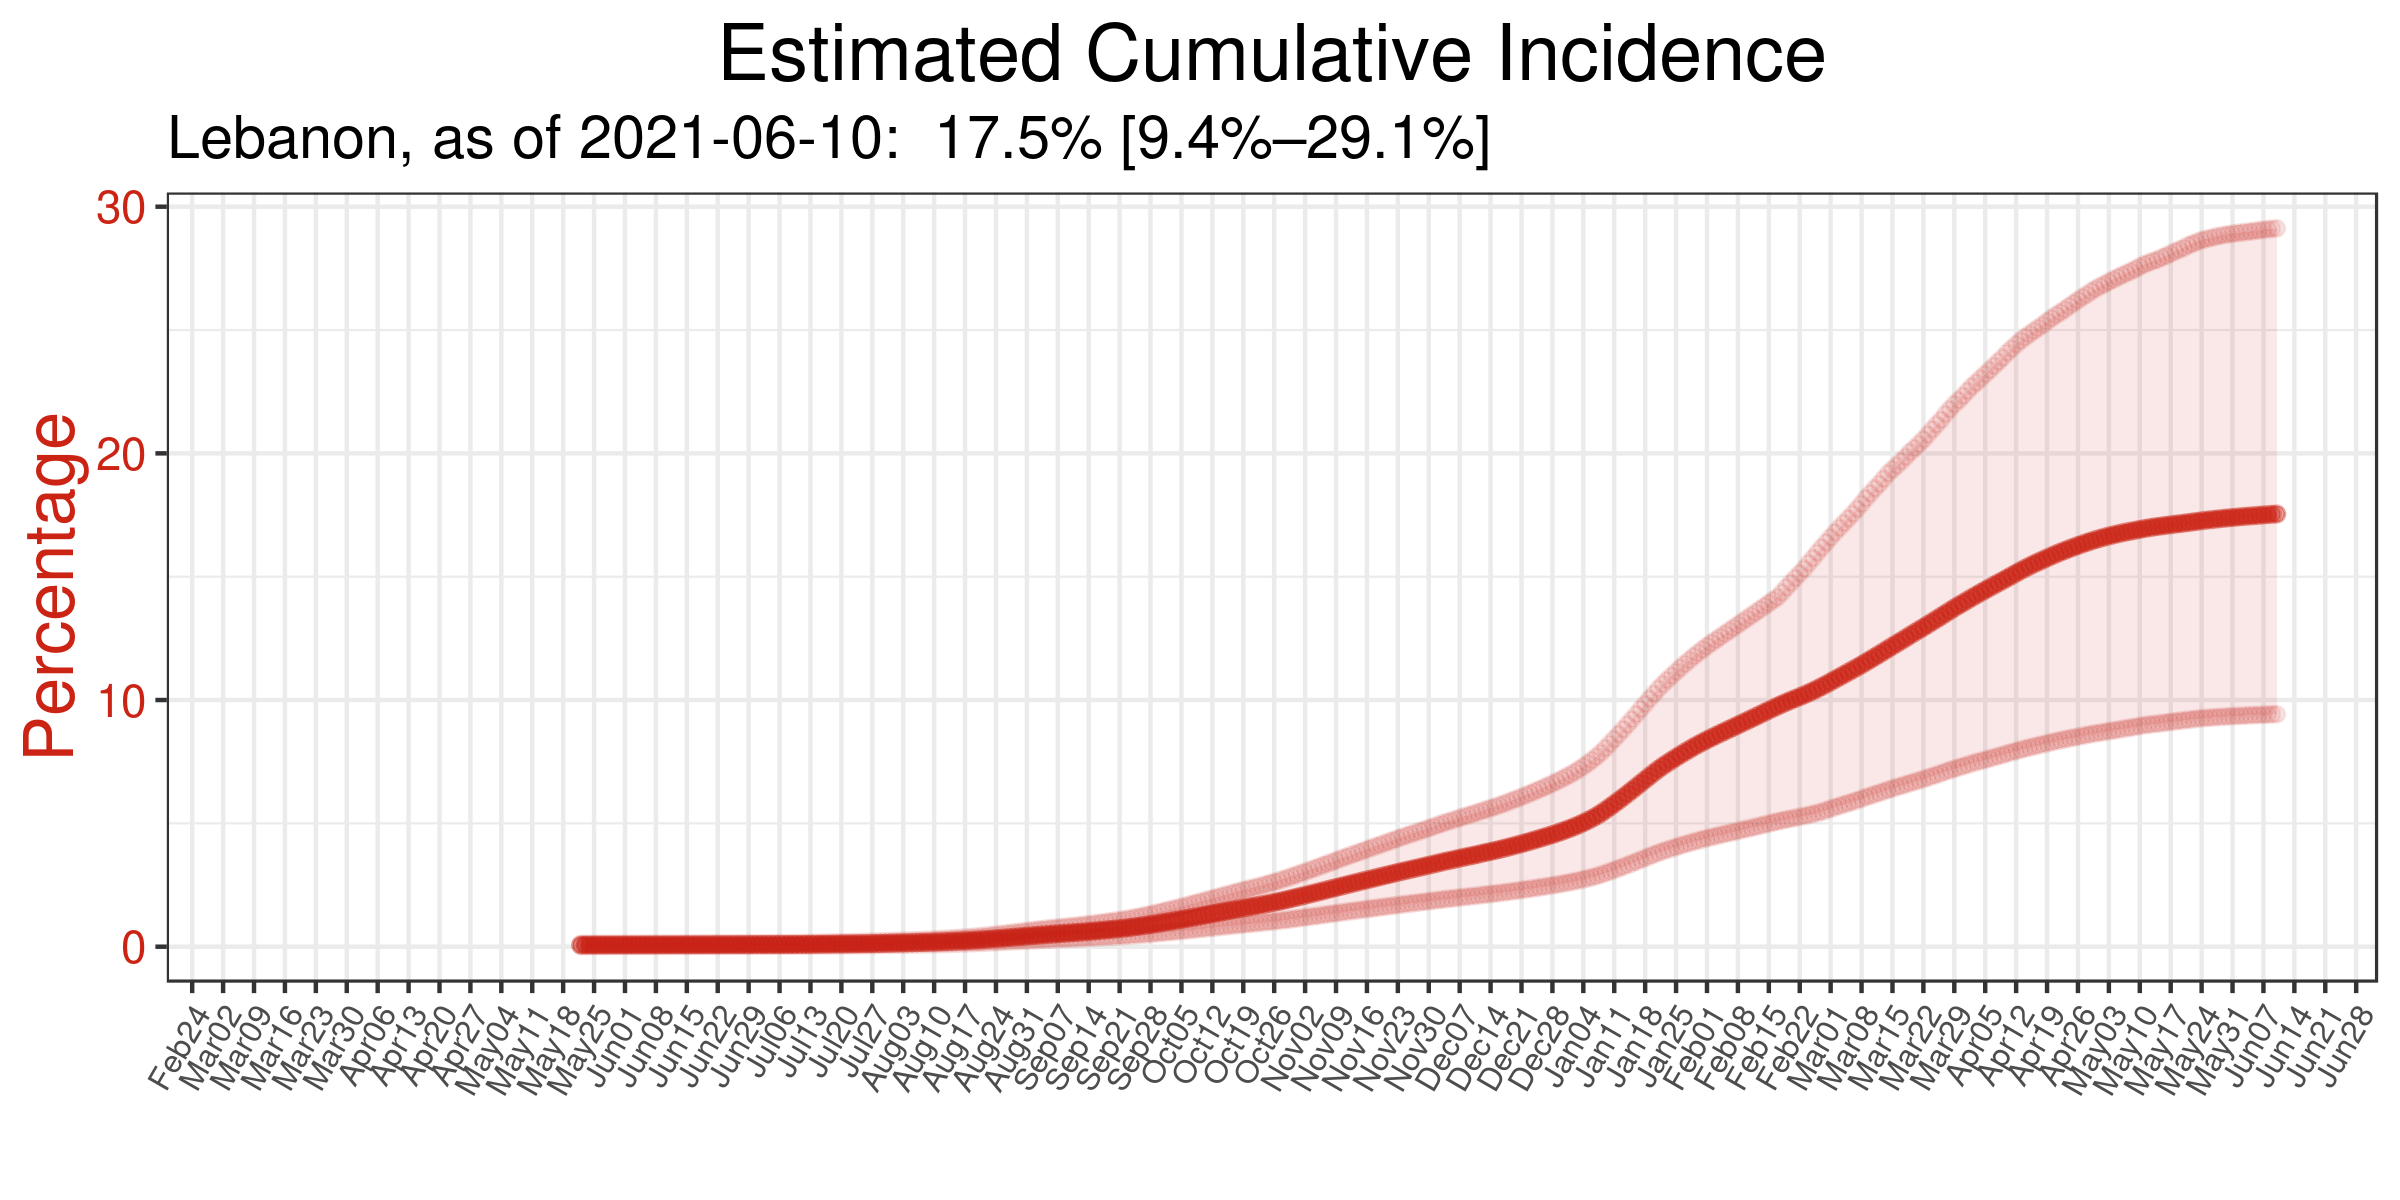 Estimated Cumulative Incidence
Lebanon, as of 2021-06-10:  17.5% [9.4%–29.1%]
Percentage
30
20
10
0
Feb24
Mar02
Mar09
Mar16
Mar23
Mar30
Apr06
Apr13
Apr20
Apr27
May04
May11
May18
May25
Jun01
Jun08
Jun15
Jun22
Jun29
Jul06
Jul13
Jul20
Jul27
Aug03
Aug10
Aug17
Aug24
Aug31
Sep07
Sep14
Sep21
Sep28
Oct05
Oct12
Oct19
Oct26
Nov02
Nov09
Nov16
Nov23
Nov30
Dec07
Dec14
Dec21
Dec28
Jan04
Jan11
Jan18
Jan25
Feb01
Feb08
Feb15
Feb22
Mar01
Mar08
Mar15
Mar22
Mar29
Apr05
Apr12
Apr19
Apr26
May03
May10
May17
May24
May31
Jun07
Jun14
Jun21
Jun28